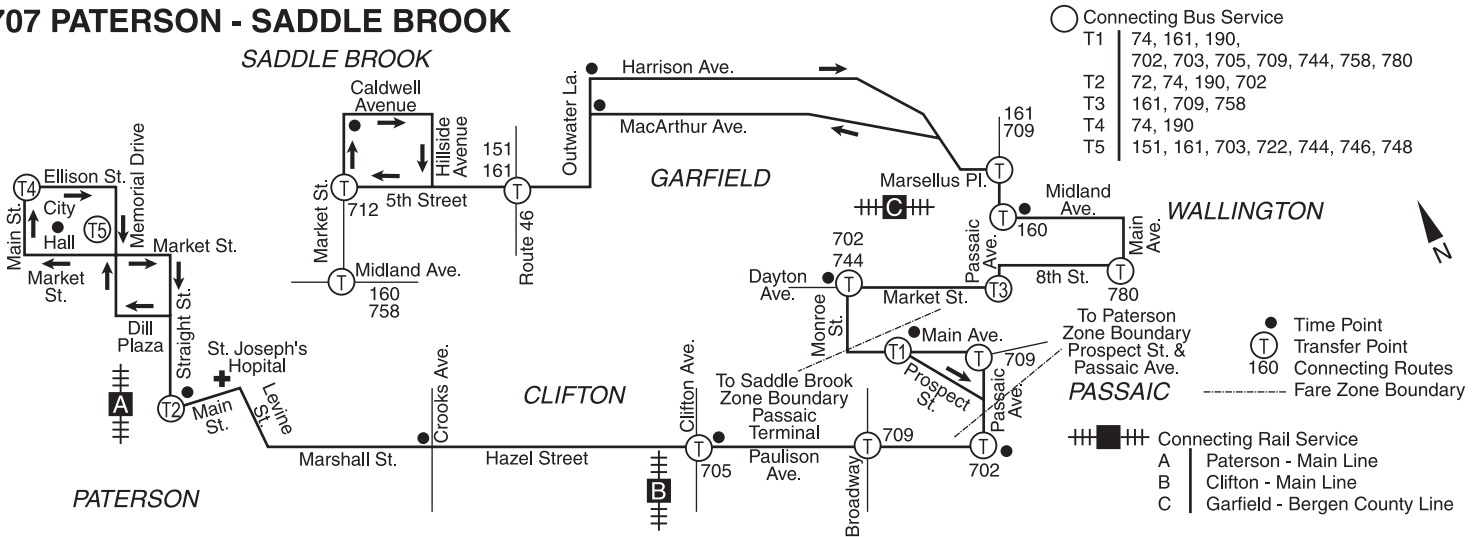 707 PATERSON - SADDLE BROOK
SADDLE BROOK
Caldwell
Avenue
Hillside
Avenue
Market St.
712
5th Street
151
161
Route 46
Midland Ave.
160
758
Outwater La.
Harrison Ave.
MacArthur Ave.
GARFIELD
161
709
Marsellus Pl.
C
Midland
Ave.
160
WALLINGTON
Main
Ave.
780
8th St.
Passaic
Ave.
T3
Market St.
702
744
Dayton
Ave.
Monroe
St.
T1
Main Ave.
709
Prospect
St.
Passaic
Ave.
702
PASSAIC
To Paterson
Zone Boundary
Prospect St. &
Passaic Ave.
To Saddle Brook
Zone Boundary
Passaic
Terminal
Paulison
Ave.
709
Broadway
Clifton Ave.
705
B
CLIFTON
Hazel Street
Crooks Ave.
Marshall St.
Levine
St.
St. Joseph's
Hopital
Main
St.
T2
A
PATERSON
Straight St.
Dill
Plaza
Market St.
Market
St.
Memorial Drive
Ellison St.
T4
City
Hall
T5
Main St.
Connecting Bus Service
T1 74, 161, 190,
702, 703, 705, 709, 744, 758, 780
T2 72, 74, 190, 702
T3 161, 709, 758
T4 74, 190
T5 151, 161, 703, 722, 744, 746, 748
N
Time Point
T Transfer Point
160 Connecting Routes
Fare Zone Boundary
Connecting Rail Service
A Paterson - Main Line
B Clifton - Main Line
C Garfield - Bergen County Line
T
T
T
T
T
T
T
T
T
T
T